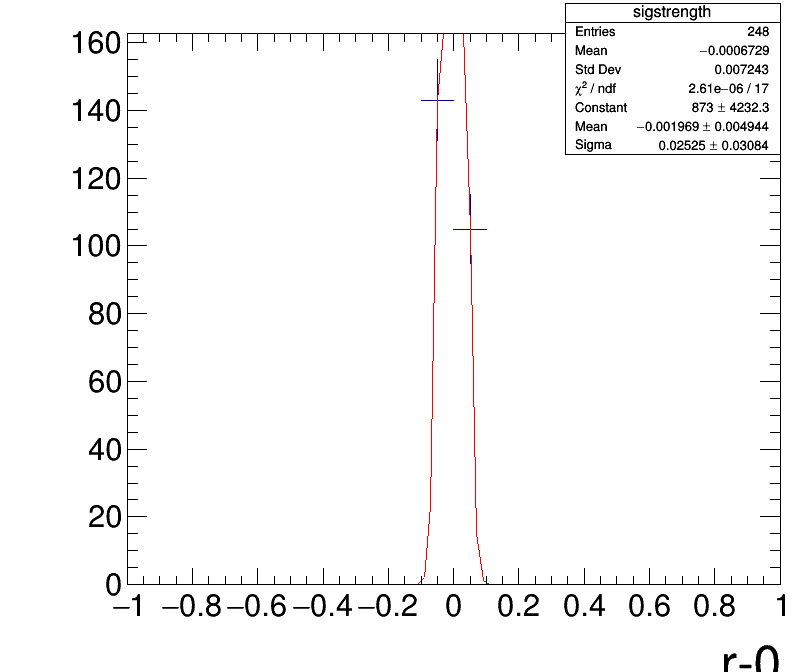 sigstrength
Entries 248
Mean −0.0006729
Std Dev 0.007243
χ² / ndf 2.61e−06 / 17
Constant 873 ± 4232.3
Mean −0.001969 ± 0.004944
Sigma 0.02525 ± 0.03084
160
140
120
100
80
60
40
20
0
−1 −0.8 −0.6 −0.4 −0.2 0 0.2 0.4 0.6 0.8 1
r-0